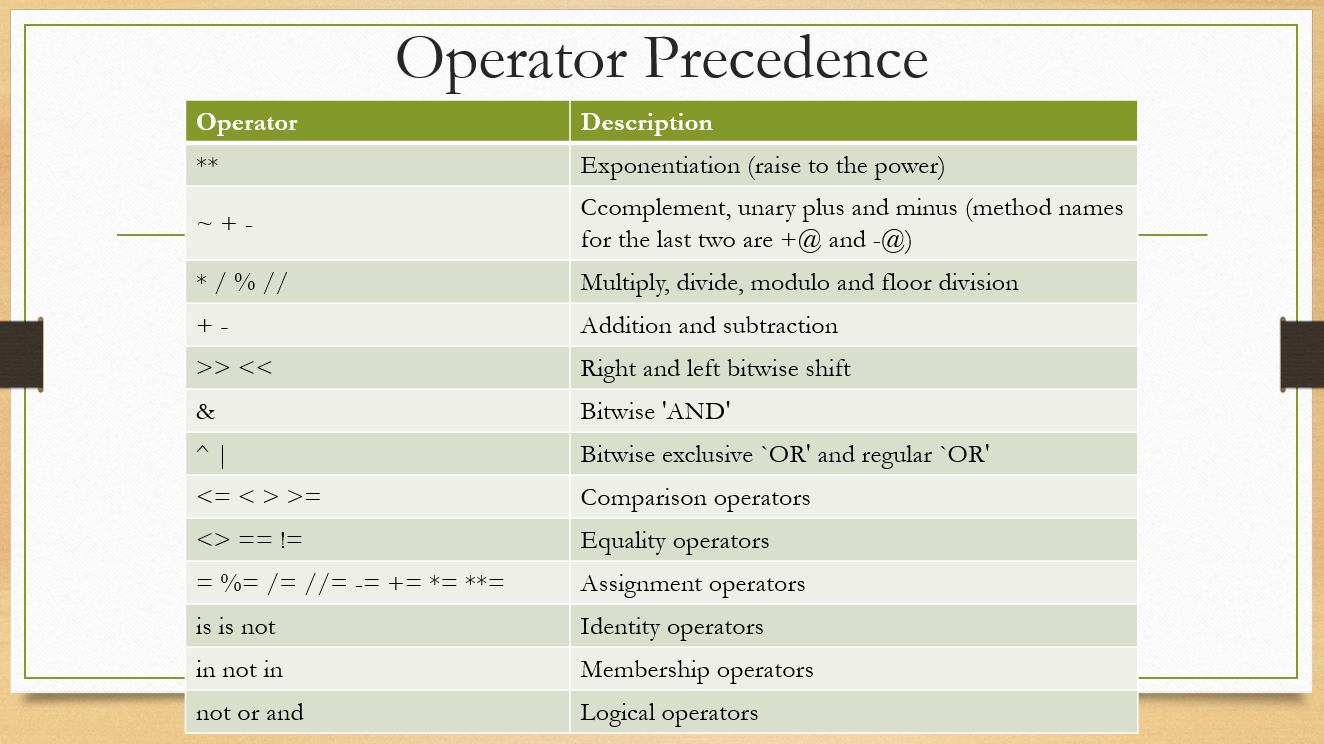 Operator Precedence
Operator Description
** Exponentiation (raise to the power)
~ + - Ccomplement, unary plus and minus (method names
for the last two are +@ and -@)
* / % // Multiply, divide, modulo and floor division
+ - Addition and subtraction
>> << Right and left bitwise shift
& Bitwise 'AND'
^ | Bitwise exclusive `OR' and regular `OR'
<= < > >= Comparison operators
<> == != Equality operators
= %= /= //= -= += *= **= Assignment operators
is is not Identity operators
in not in Membership operators
not or and Logical operators